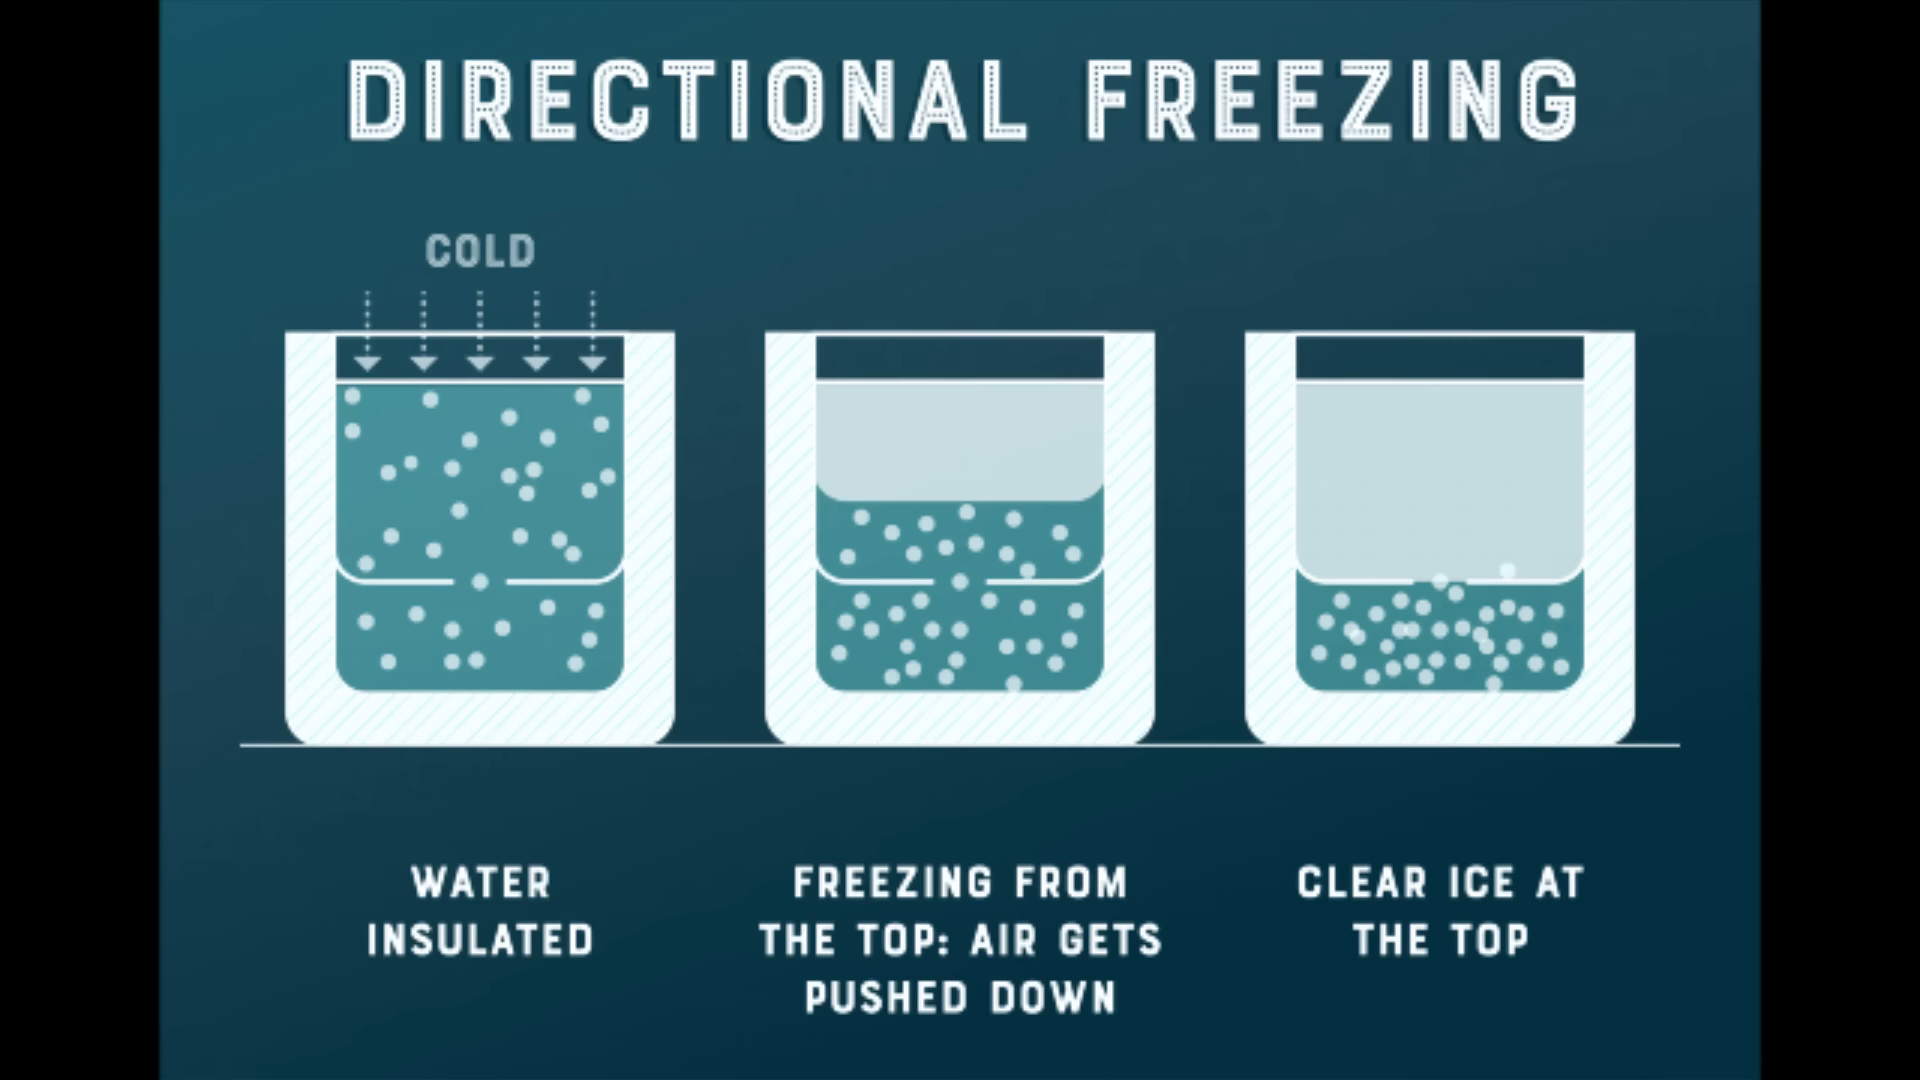 DIRECTIONAL FREEZING
COLD
WATER
INSULATED
FREEZING FROM
THE TOP: AIR GETS
PUSHED DOWN
CLEAR ICE AT
THE TOP